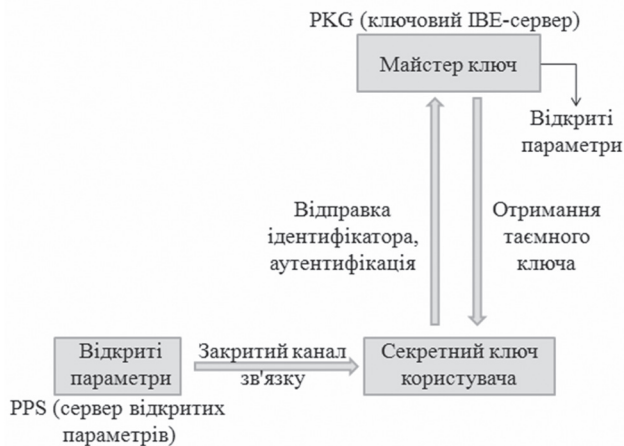 PKG (ключовий IBE-сервер)
Майстер ключ
Відкриті
параметри
Відправка
ідентифікатора,
аутентифікація
Отримання
таємного
ключа
Відкриті
параметри
Закритий канал
зв'язку
Секретний ключ
користувача
PPS (сервер відкритих
параметрів)